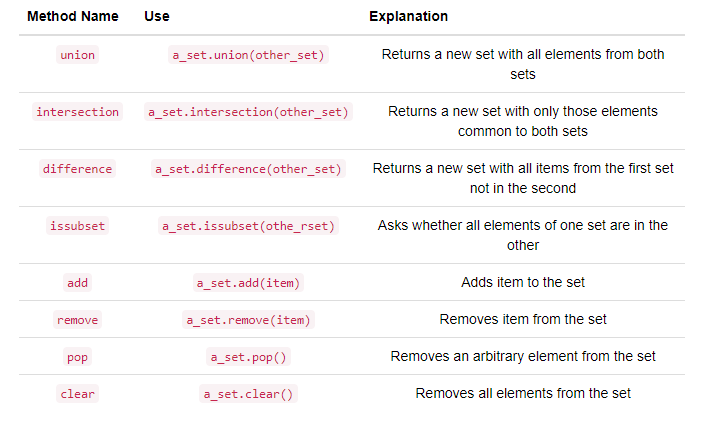 Method Name Use Explanation
union a_set.union(other_set) Returns a new set with all elements from both
sets
intersection a_set.intersection(other_set) Returns a new set with only those elements
common to both sets
difference a_set.difference(other_set) Returns a new set with all items from the first set
not in the second
issubset a_set.issubset(othe_rset) Asks whether all elements of one set are in the
other
add a_set.add(item) Adds item to the set
remove a_set.remove(item) Removes item from the set
pop a_set.pop() Removes an arbitrary element from the set
clear a_set.clear() Removes all elements from the set